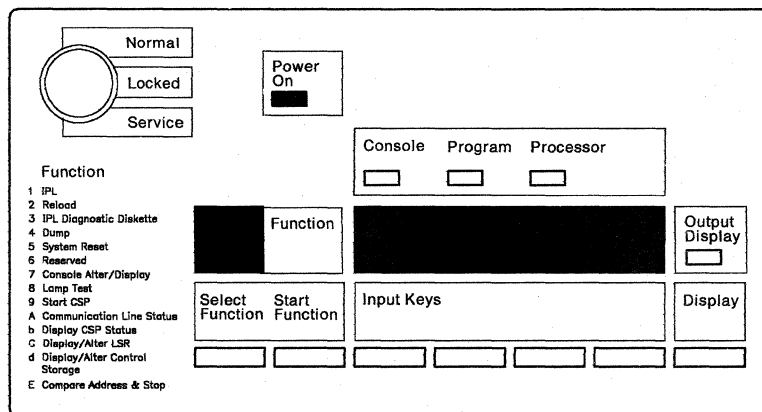 Normal
Locked
Service
Power
On
Console Program Processor
Function
1 IPL
2 Reload
3 IPL Diagnostic Diskette
4 Dump
5 System Reset
6 Reserved
7 Console Alter/Display
8 Lamp Test
9 Start CSP
A Communication Line Status
b Display CSP Status
C Display/Alter LSR
d Display/Alter Control
Storage
E Compare Address & Stop
Function
Output
Display
Select
Function
Start
Function
Input Keys
Display